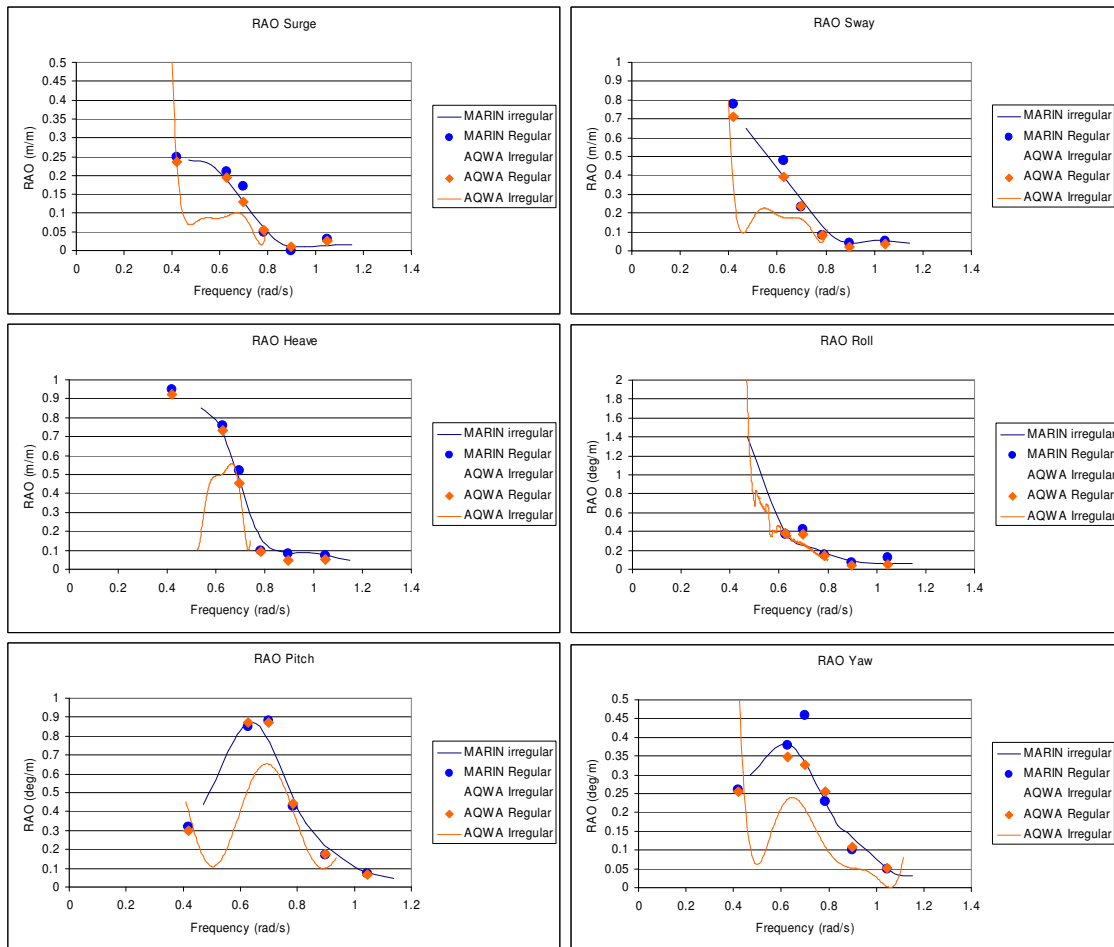 RAO Surge
RAO (m/m)
0.5
0.45
0.4
0.35
0.3
0.25
0.2
0.15
0.1
0.05
0
0 0.2 0.4 0.6 0.8 1 1.2 1.4
Frequency (rad/s)
MARIN irregular
MARIN Regular
AQWA Irregular
AQWA Regular
AQWA Irregular
RAO Sway
RAO (m/m)
1
0.9
0.8
0.7
0.6
0.5
0.4
0.3
0.2
0.1
0
0 0.2 0.4 0.6 0.8 1 1.2 1.4
Frequency (rad/s)
MARIN irregular
MARIN Regular
AQWA Irregular
AQWA Regular
AQWA Irregular
RAO Heave
RAO (m/m)
1
0.9
0.8
0.7
0.6
0.5
0.4
0.3
0.2
0.1
0
0 0.2 0.4 0.6 0.8 1 1.2 1.4
Frequency (rad/s)
MARIN irregular
MARIN Regular
AQWA Irregular
AQWA Regular
AQWA Irregular
RAO Roll
RAO (deg/m)
2
1.8
1.6
1.4
1.2
1
0.8
0.6
0.4
0.2
0
0 0.2 0.4 0.6 0.8 1 1.2 1.4
Frequency (rad/s)
MARIN irregular
MARIN Regular
AQWA Irregular
AQWA Regular
AQWA Irregular
RAO Pitch
RAO (deg/m)
1
0.9
0.8
0.7
0.6
0.5
0.4
0.3
0.2
0.1
0
0 0.2 0.4 0.6 0.8 1 1.2
Frequency (rad/s)
MARIN irregular
MARIN Regular
AQWA Irregular
AQWA Regular
AQWA Irregular
RAO Yaw
RAO (deg/m)
0.5
0.45
0.4
0.35
0.3
0.25
0.2
0.15
0.1
0.05
0
0 0.2 0.4 0.6 0.8 1 1.2 1.4
Frequency (rad/s)
MARIN irregular
MARIN Regular
AQWA Irregular
AQWA Regular
AQWA Irregular